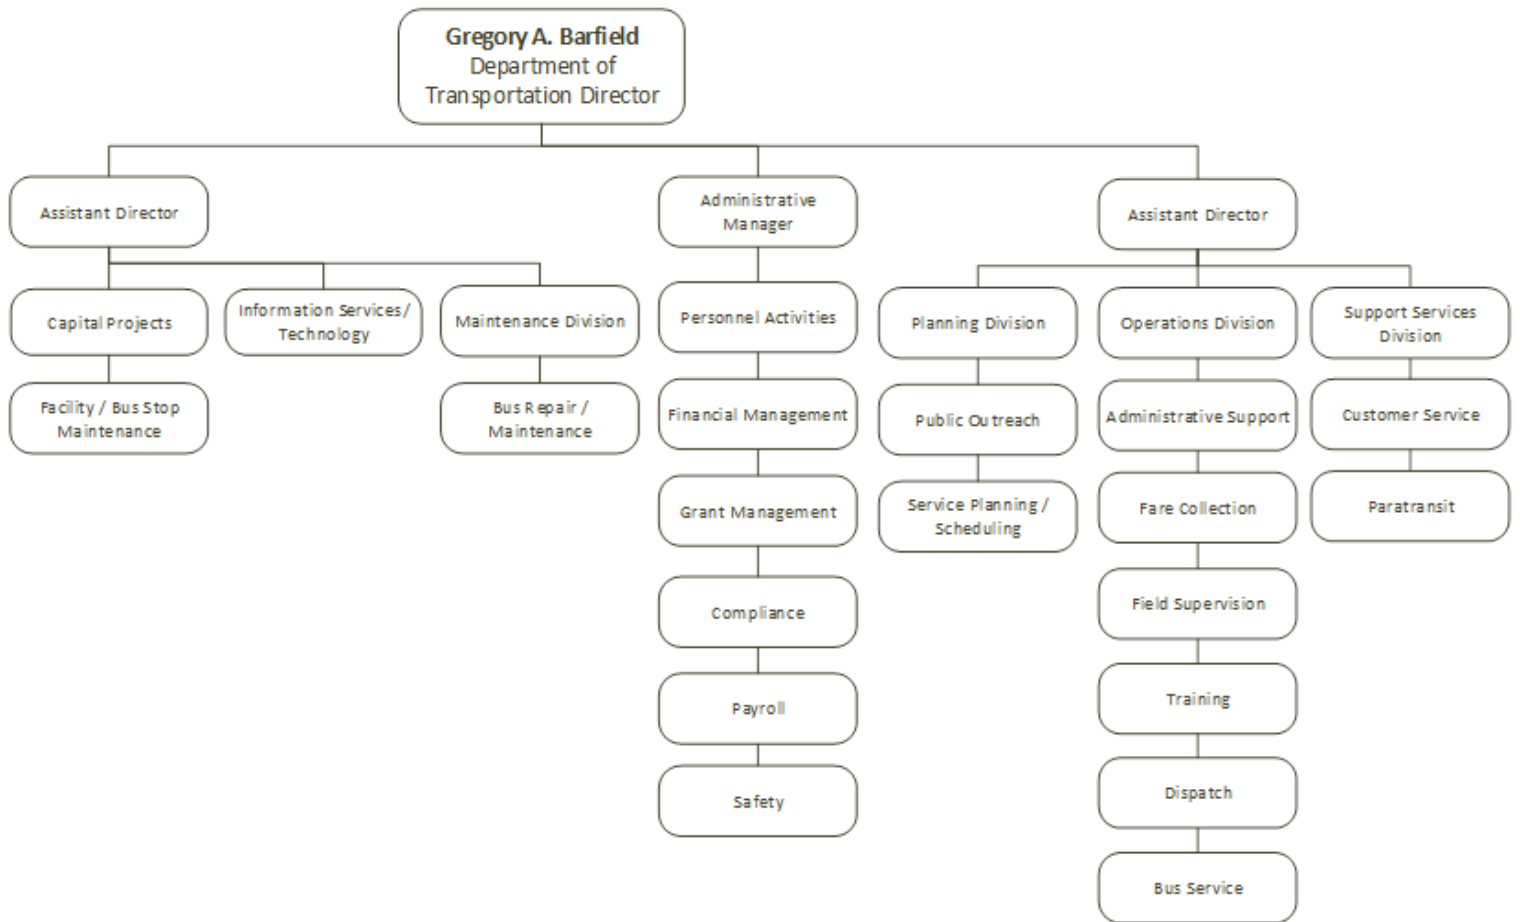 Gregory A. Barfield
Department of
Transportation Director
Assistant Director
Administrative
Manager
Assistant Director
Capital Projects
Information Services/
Technology
Maintenance Division
Personnel Activities
Planning Division
Operations Division
Support Services
Division
Facility / Bus Stop
Maintenance
Bus Repair /
Maintenance
Financial Management
Public Outreach
Administrative Support
Customer Service
Grant Management
Service Planning /
Scheduling
Fare Collection
Paratransit
Compliance
Field Supervision
Payroll
Training
Safety
Dispatch
Bus Service